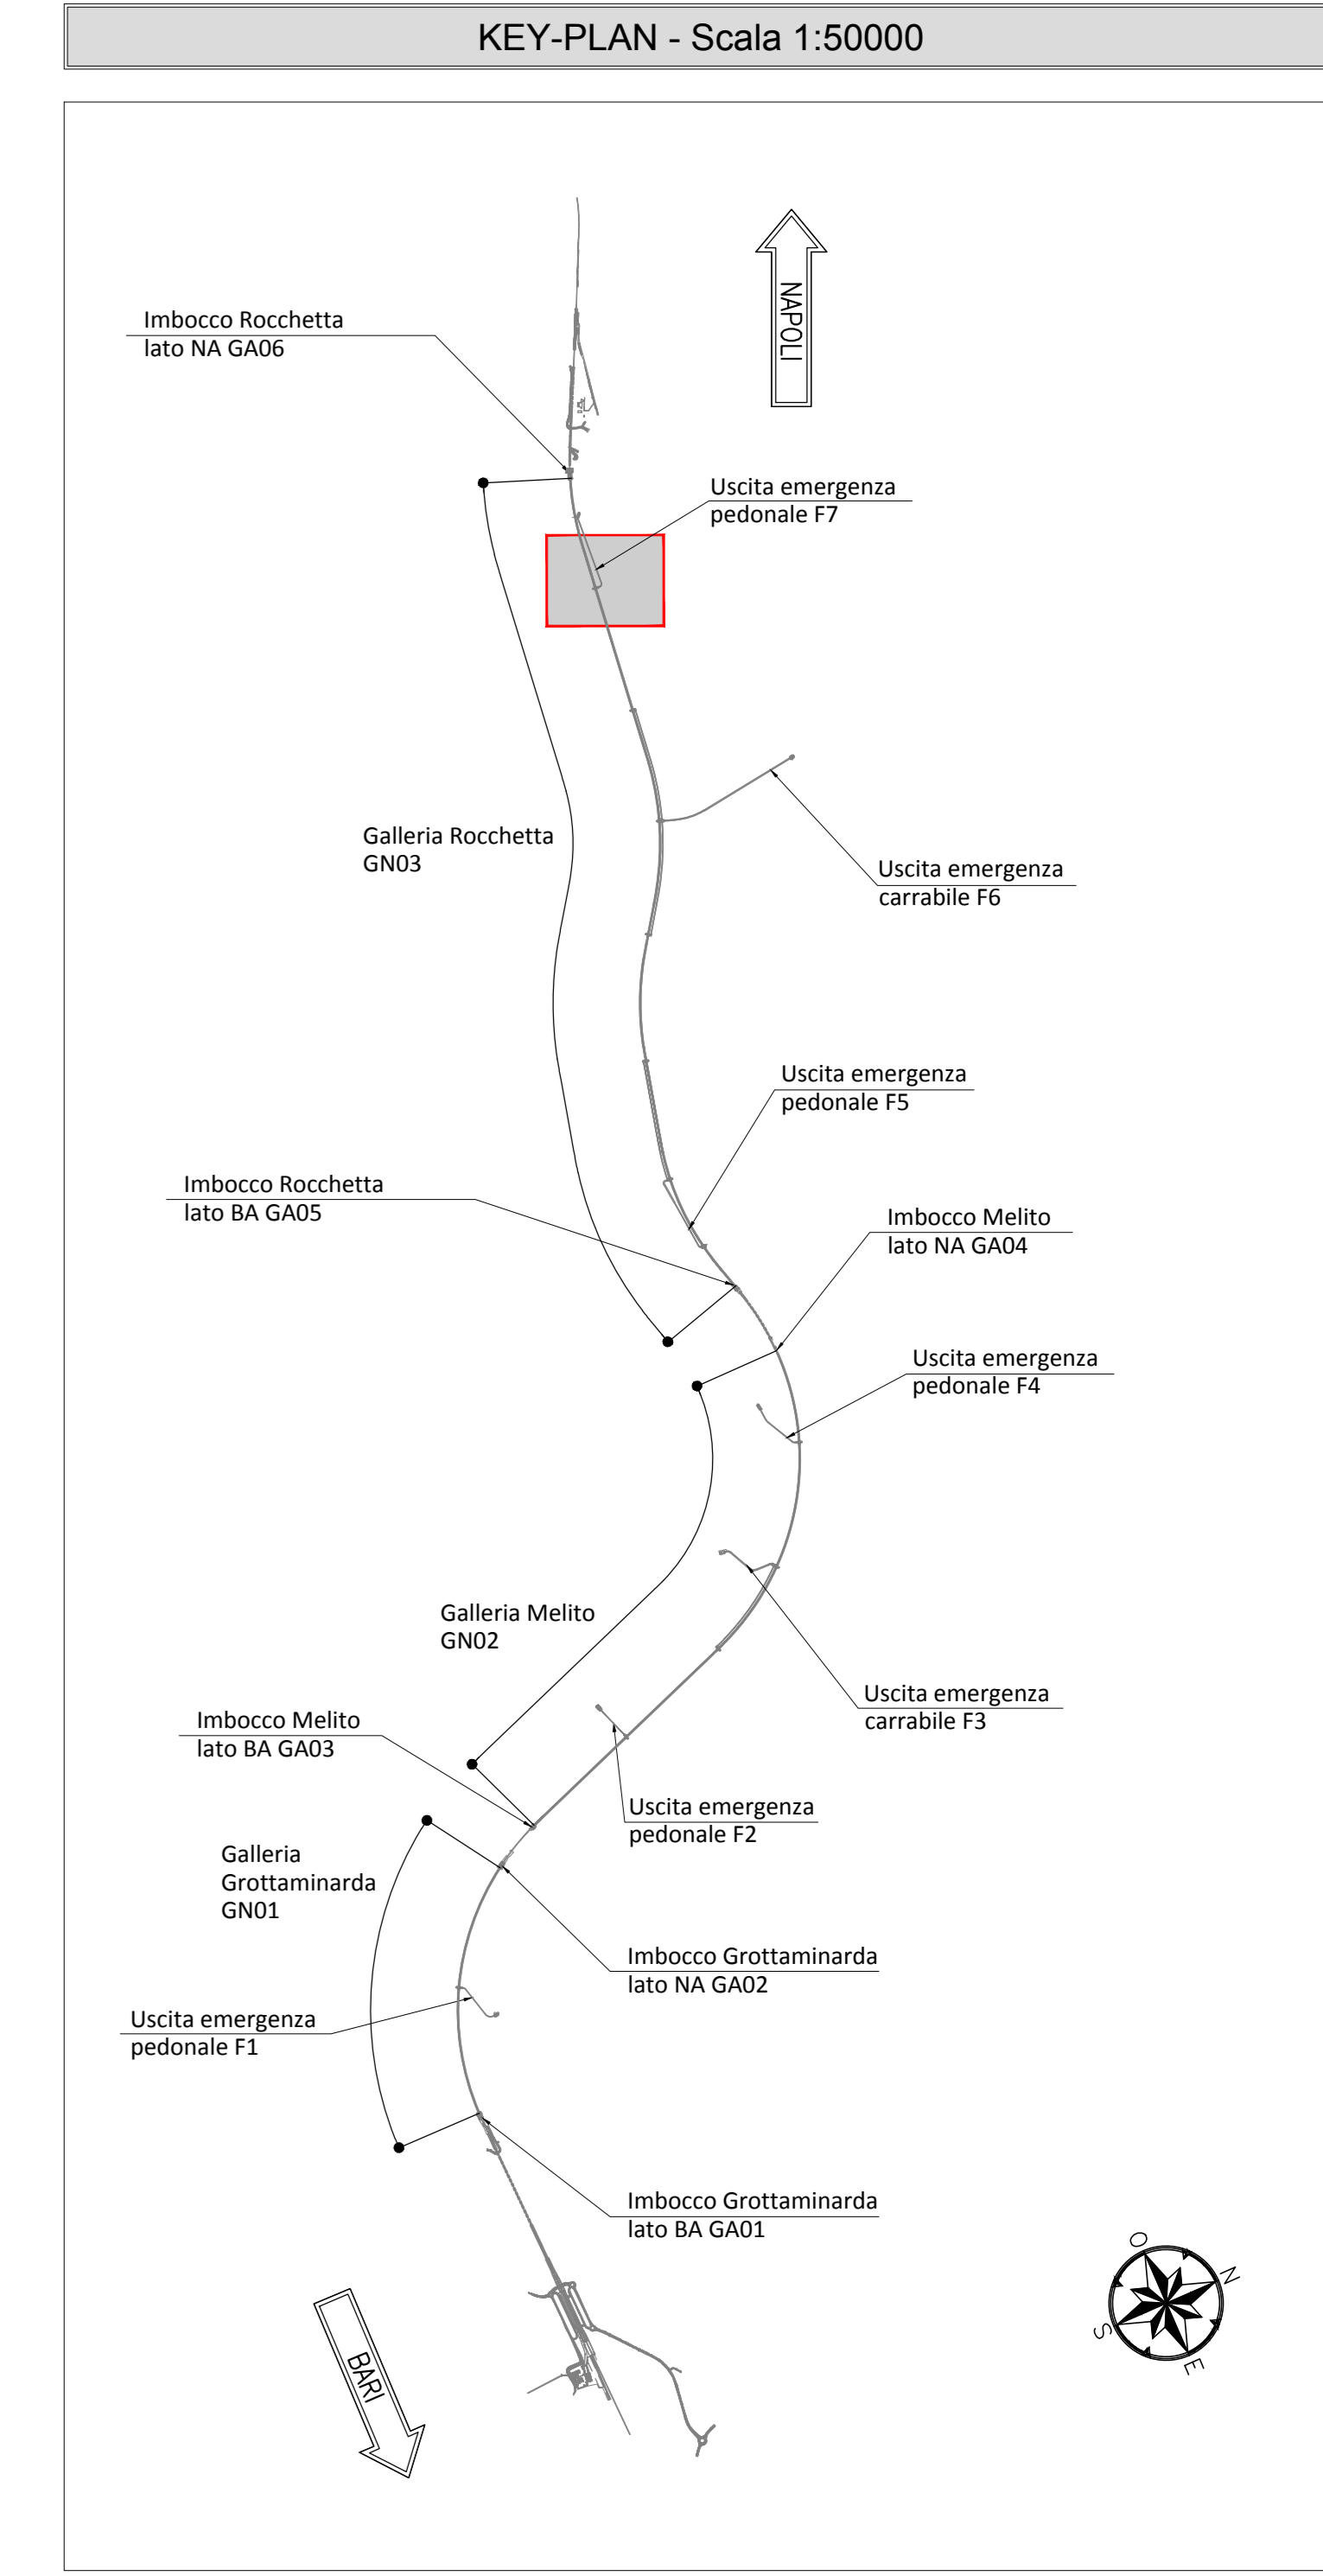 KEY-PLAN - Scala 1:50000
NAPOLI
Imbocco Rocchetta
lato NA GA06
Uscita emergenza
pedonale F7
Galleria Rocchetta
GN03
Uscita emergenza
carrabile F6
Uscita emergenza
pedonale F5
Imbocco Rocchetta
lato BA GA05
Imbocco Melito
lato NA GA04
Uscita emergenza
pedonale F4
Galleria Melito
GN02
Uscita emergenza
carrabile F3
Imbocco Melito
lato BA GA03
Uscita emergenza
pedonale F2
Galleria
Grottaminarda
GN01
Imbocco Grottaminarda
lato NA GA02
Uscita emergenza
pedonale F1
Imbocco Grottaminarda
lato BA GA01
BARI
O
N
S
E